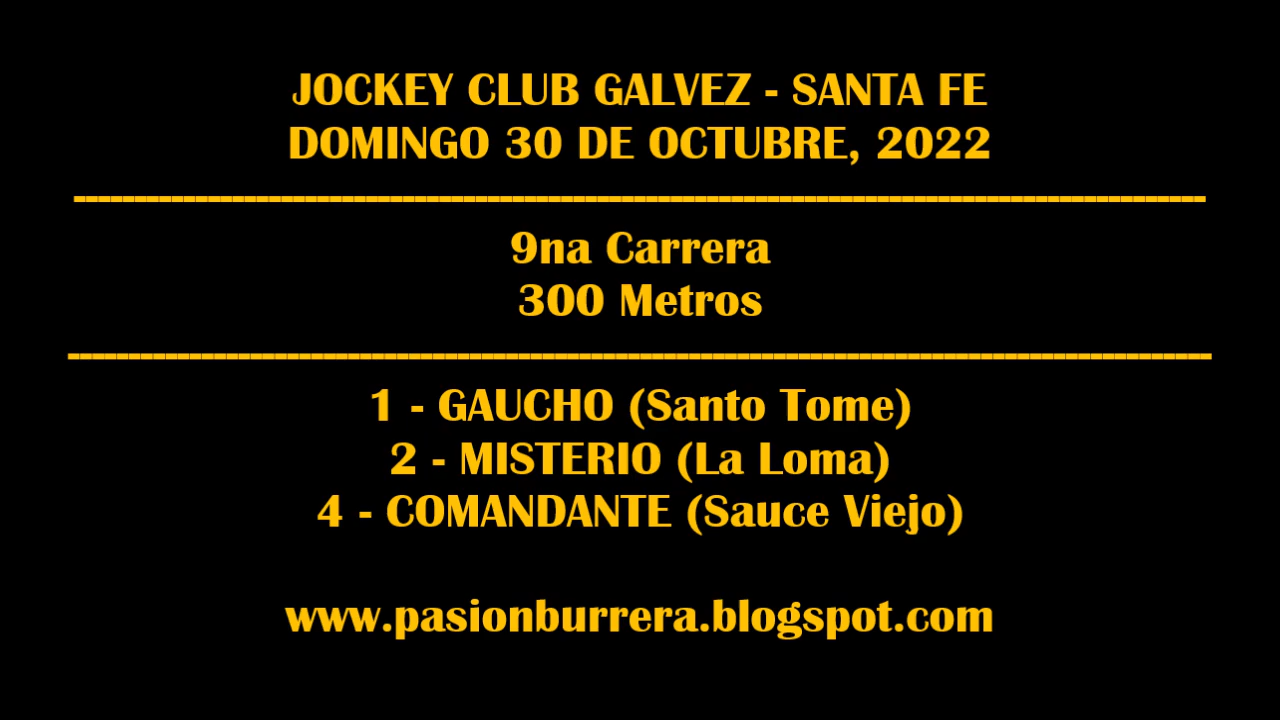 JOCKEY CLUB GALVEZ - SANTA FE
DOMINGO 30 DE OCTUBRE, 2022
9na Carrera
300 Metros
1 - GAUCHO (Santo Tome)
2 - MISTERIO (La Loma)
4 - COMANDANTE (Sauce Viejo)
www.pasionburrera.blogspot.com